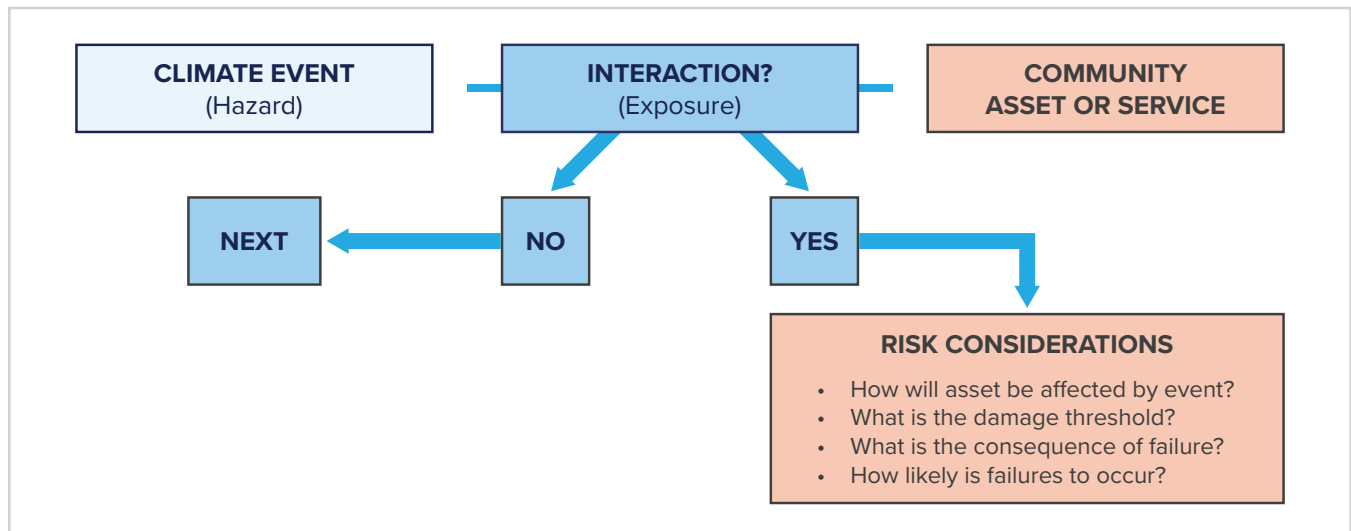 CLIMATE EVENT
(Hazard)
INTERACTION?
(Exposure)
COMMUNITY
ASSET OR SERVICE
NEXT
NO
YES
RISK CONSIDERATIONS
• How will asset be affected by event?
• What is the damage threshold?
• What is the consequence of failure?
• How likely is failures to occur?